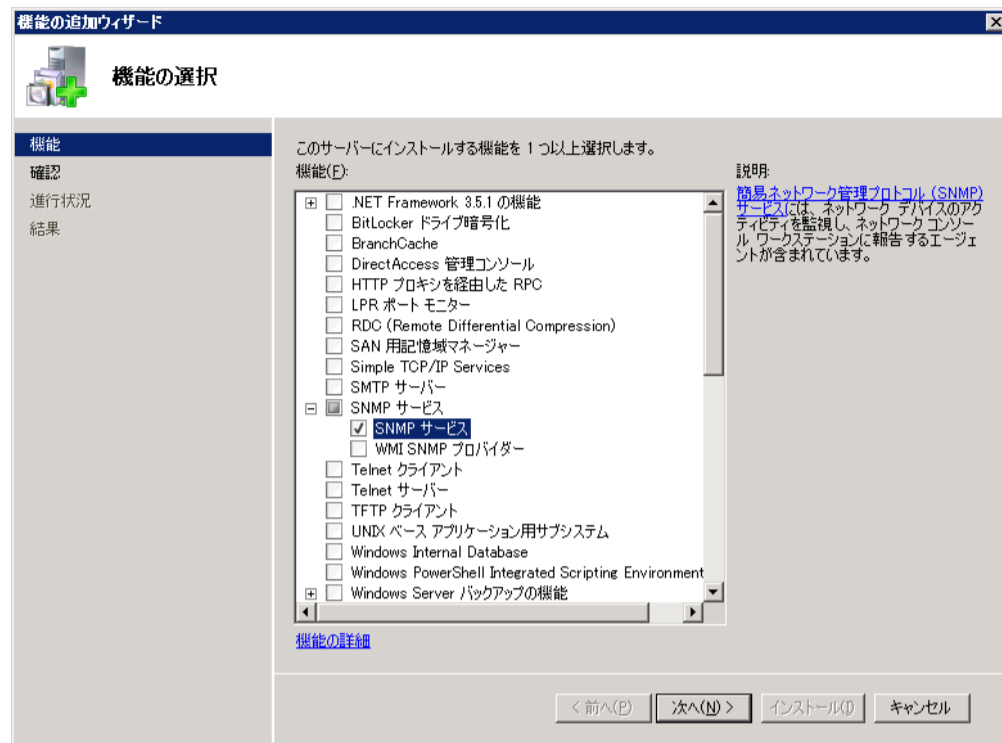 機能の追加ウィザード
機能の選択
機能
確認
進行状況
結果
このサーバーにインストールする機能を 1 つ以上選択します。
機能(F):
.NET Framework 3.5.1 の機能
BitLocker ドライブ暗号化
BranchCache
DirectAccess 管理コンソール
HTTP プロキシを経由した RPC
LPR ポート モニター
RDC (Remote Differential Compression)
SAN 用記憶域マネージャー
Simple TCP/IP Services
SMTP サーバー
SNMP サービス
SNMP サービス
WMI SNMP プロバイダー
Telnet クライアント
Telnet サーバー
TFTP クライアント
UNIX ベース アプリケーション用サブシステム
Windows Internal Database
Windows PowerShell Integrated Scripting Environment
Windows Server バックアップの機能
機能の詳細
説明:
簡易ネットワーク管理プロトコル (SNMP)
サービスには、ネットワーク デバイスのアク
ティビティを監視し、ネットワーク コンソー
ル ワークステーションに報告するエージェ
ントが含まれています。
< 前へ(P)
次へ(N) >
インストール(I)
キャンセル